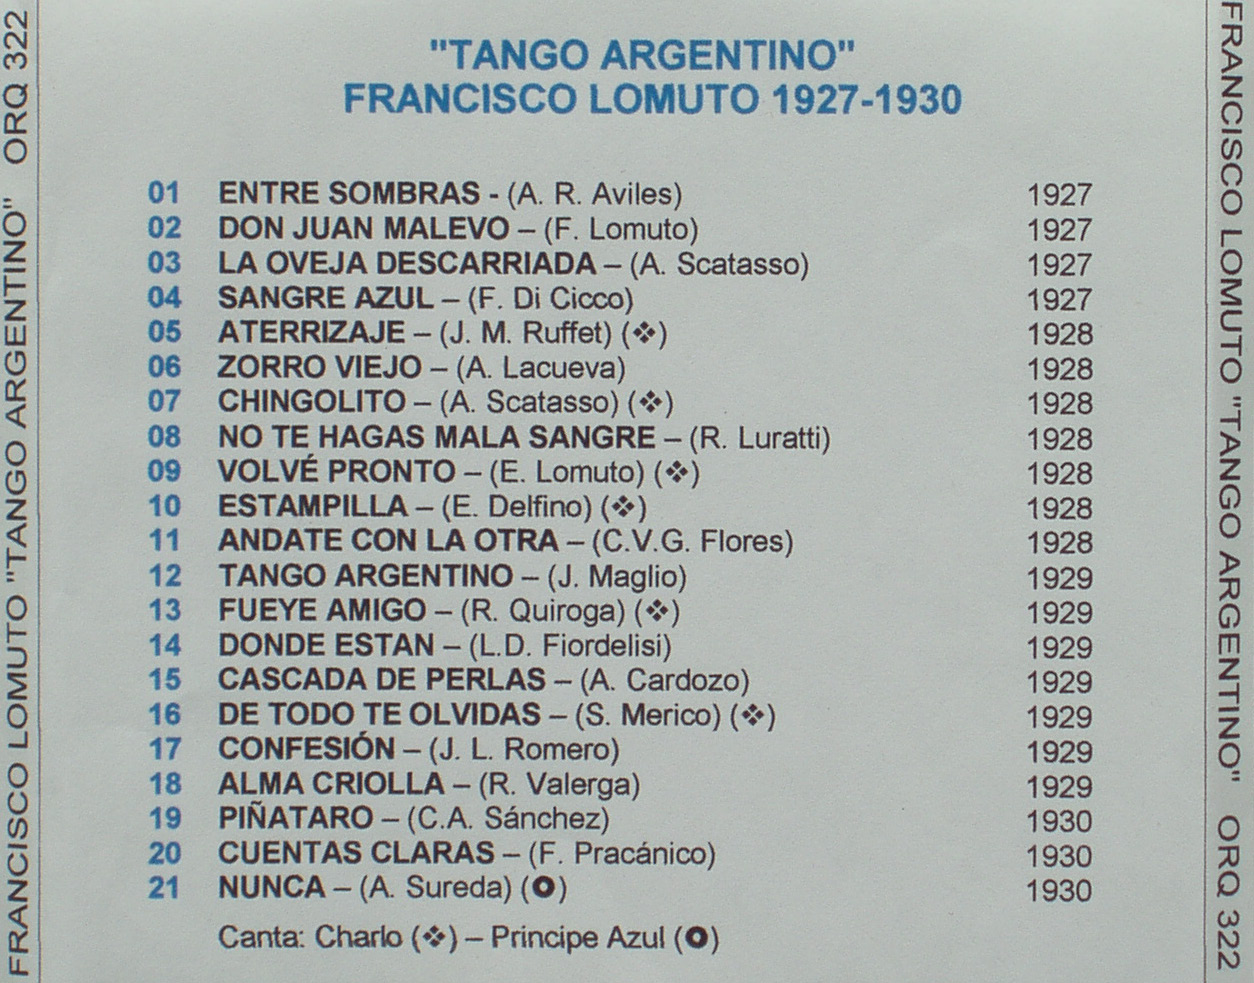 "TANGO ARGENTINO"
FRANCISCO LOMUTO 1927-1930
01 ENTRE SOMBRAS - (A. R. Aviles) 1927
02 DON JUAN MALEVO – (F. Lomuto) 1927
03 LA OVEJA DESCARRIADA – (A. Scatasso) 1927
04 SANGRE AZUL – (F. Di Cicco) 1927
05 ATERRIZAJE – (J. M. Ruffet) (❖) 1928
06 ZORRO VIEJO – (A. Lacueva) 1928
07 CHINGOLITO – (A. Scatasso) (❖) 1928
08 NO TE HAGAS MALA SANGRE – (R. Luratti) 1928
09 VOLVÉ PRONTO – (E. Lomuto) (❖) 1928
10 ESTAMPILLA – (E. Delfino) (❖) 1928
11 ANDATE CON LA OTRA – (C.V.G. Flores) 1928
12 TANGO ARGENTINO – (J. Maglio) 1929
13 FUEYE AMIGO – (R. Quiroga) (❖) 1929
14 DONDE ESTAN – (L.D. Fiordelisi) 1929
15 CASCADA DE PERLAS – (A. Cardozo) 1929
16 DE TODO TE OLVIDAS – (S. Merico) (❖) 1929
17 CONFESIÓN – (J. L. Romero) 1929
18 ALMA CRIOLLA – (R. Valerga) 1929
19 PIÑATARO – (C.A. Sánchez) 1930
20 CUENTAS CLARAS – (F. Pracánico) 1930
21 NUNCA – (A. Sureda) (✪) 1930
Canta: Charlo (❖) – Principe Azul (✪)
FRANCISCO LOMUTO "TANGO ARGENTINO" ORQ 322
FRANCISCO LOMUTO "TANGO ARGENTINO" ORQ 322